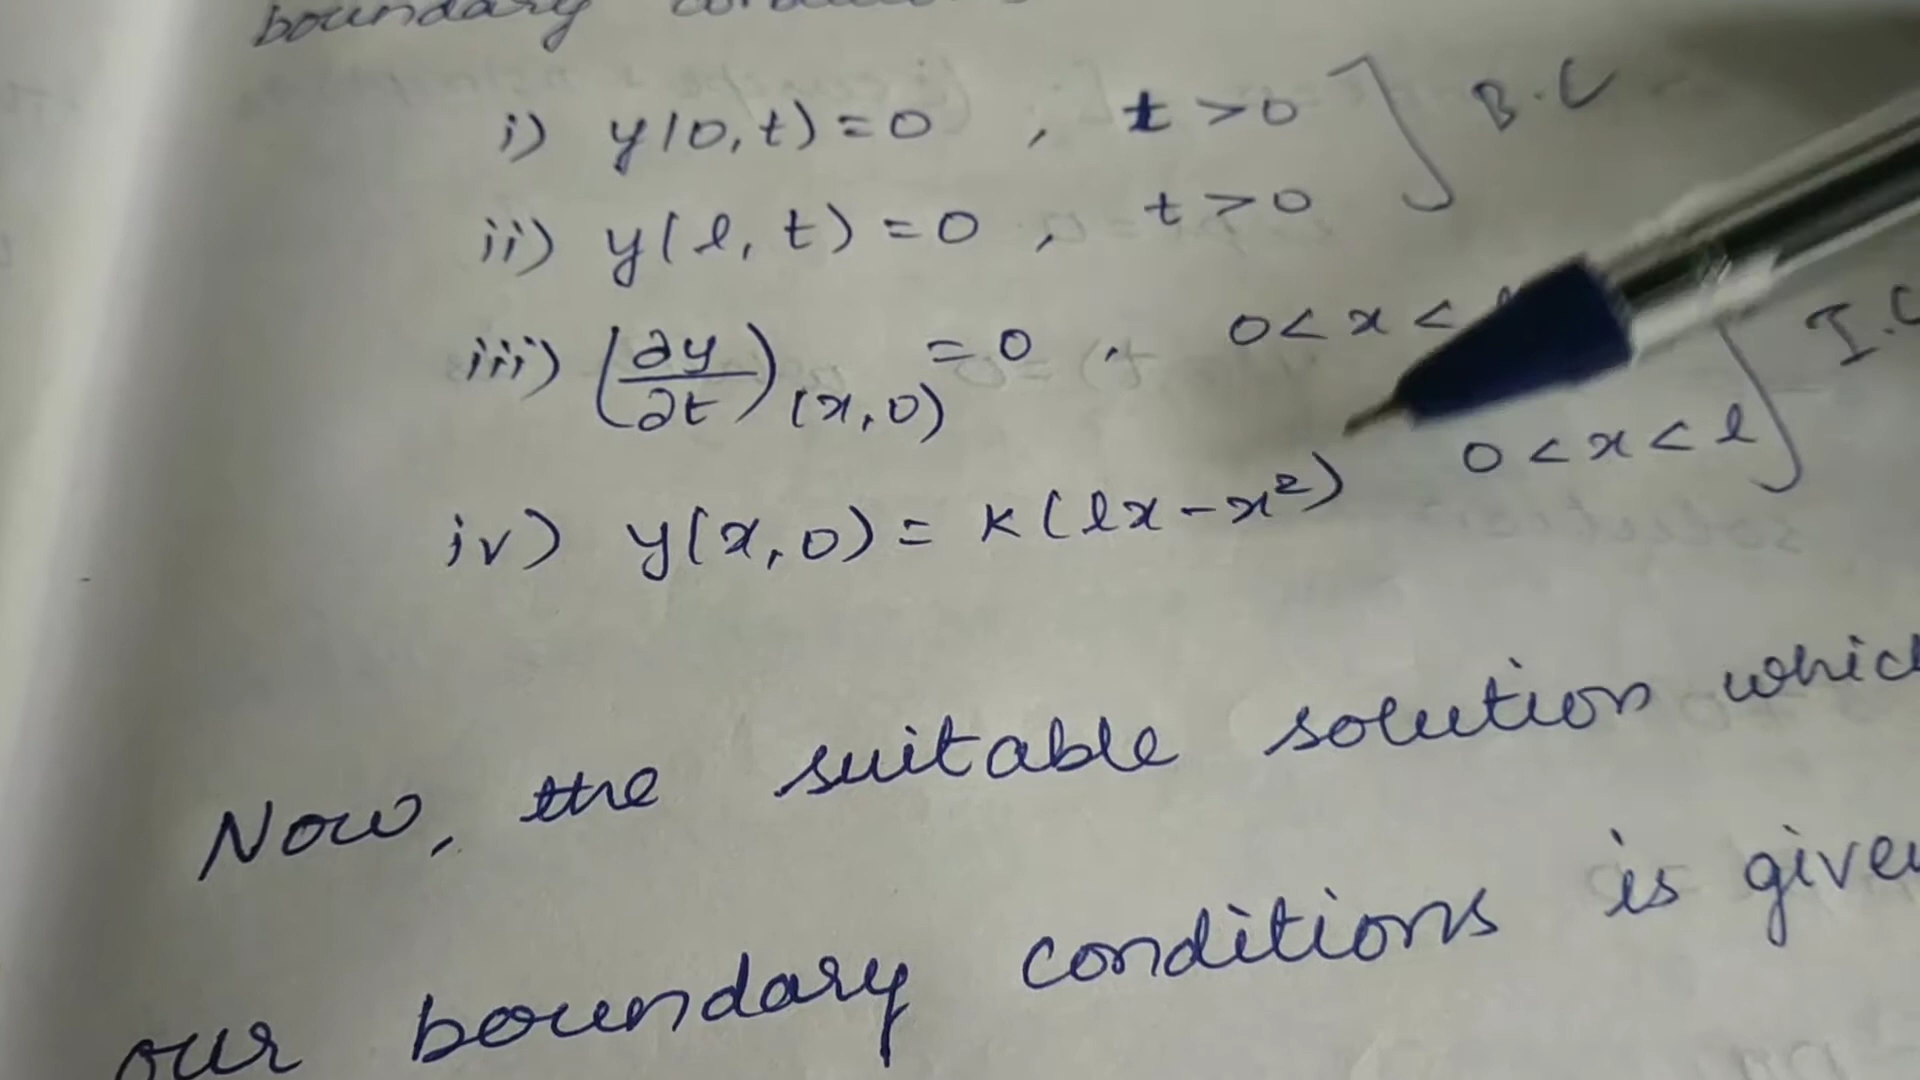 boundary
i) y(0,t)=0 , t>0 ] B.C
ii) y(l,t)=0 , t>0
iii) (∂y/∂t)(x,0) =0 , 0<x< I.C
iv) y(x,0)= k(lx-x²) 0<x<l
Now, the suitable solution
our boundary conditions is